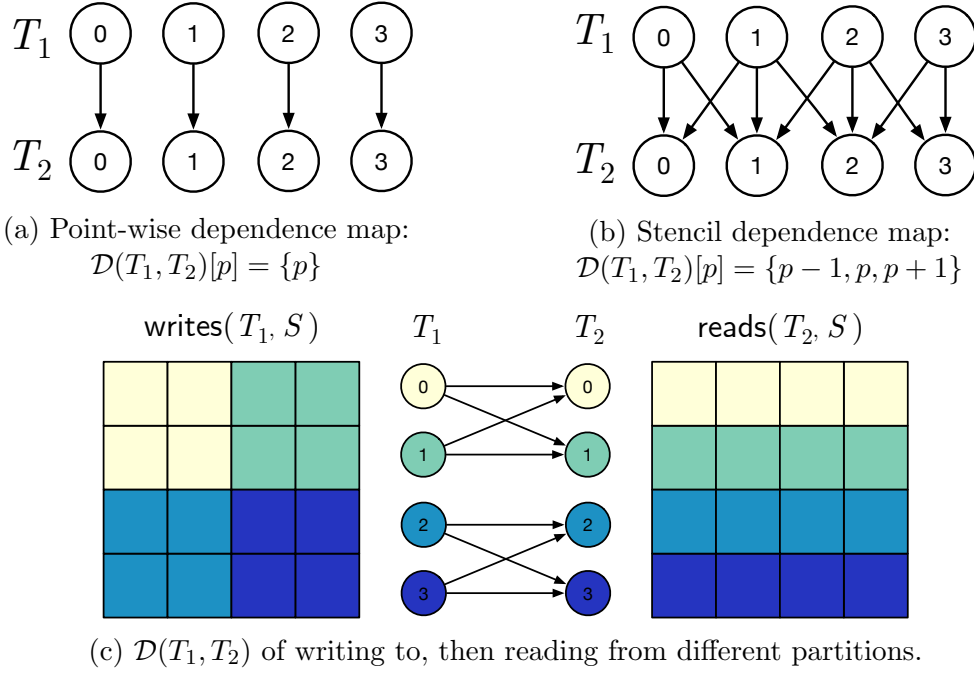 T₁ 0 1 2 3
T₂ 0 1 2 3
(a) Point-wise dependence map:
𝒟(T₁, T₂)[p] = {p}
T₁ 0 1 2 3
T₂ 0 1 2 3
(b) Stencil dependence map:
𝒟(T₁, T₂)[p] = {p − 1, p, p + 1}
writes(T₁, S) T₁ T₂ reads(T₂, S)
0 0
1 1
2 2
3 3
(c) 𝒟(T₁, T₂) of writing to, then reading from different partitions.